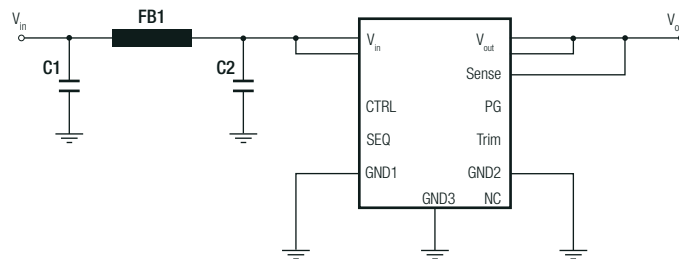 Vin
FB1
Vo
C1
C2
Vin
Vout
Sense
CTRL
PG
SEQ
Trim
GND1
GND2
GND3
NC